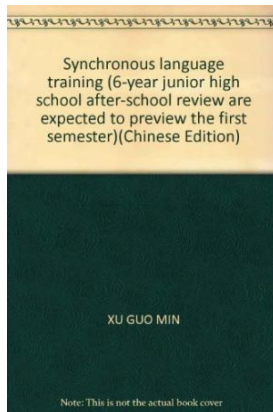 Synchronous language
training (6-year junior high
school after-school review are
expected to preview the first
semester)(Chinese Edition)
XU GUO MIN
Note: This is not the actual book cover